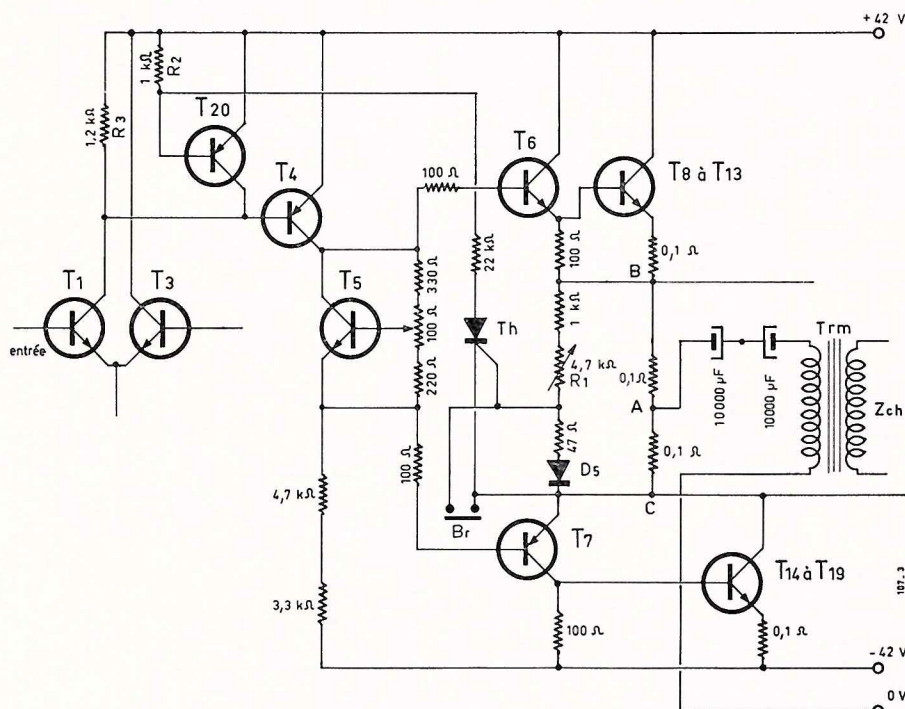 + 42 V
1 kΩ
R2
1,2 kΩ
R3
T20
T4
T6
T8 à T13
100 Ω
0,1 Ω
100 Ω
B
T1
T3
T5
330 Ω
22 kΩ
1 kΩ
entrée
100 Ω
Th
4,7 kΩ
R1
0,1 Ω
10000 µF
10000 µF
Trm
Zch
220 Ω
A
47 Ω
0,1 Ω
100 Ω
D5
4,7 kΩ
Br
C
T7
T14 à T19
3,3 kΩ
100 Ω
0,1 Ω
107.3
- 42 V
0 V